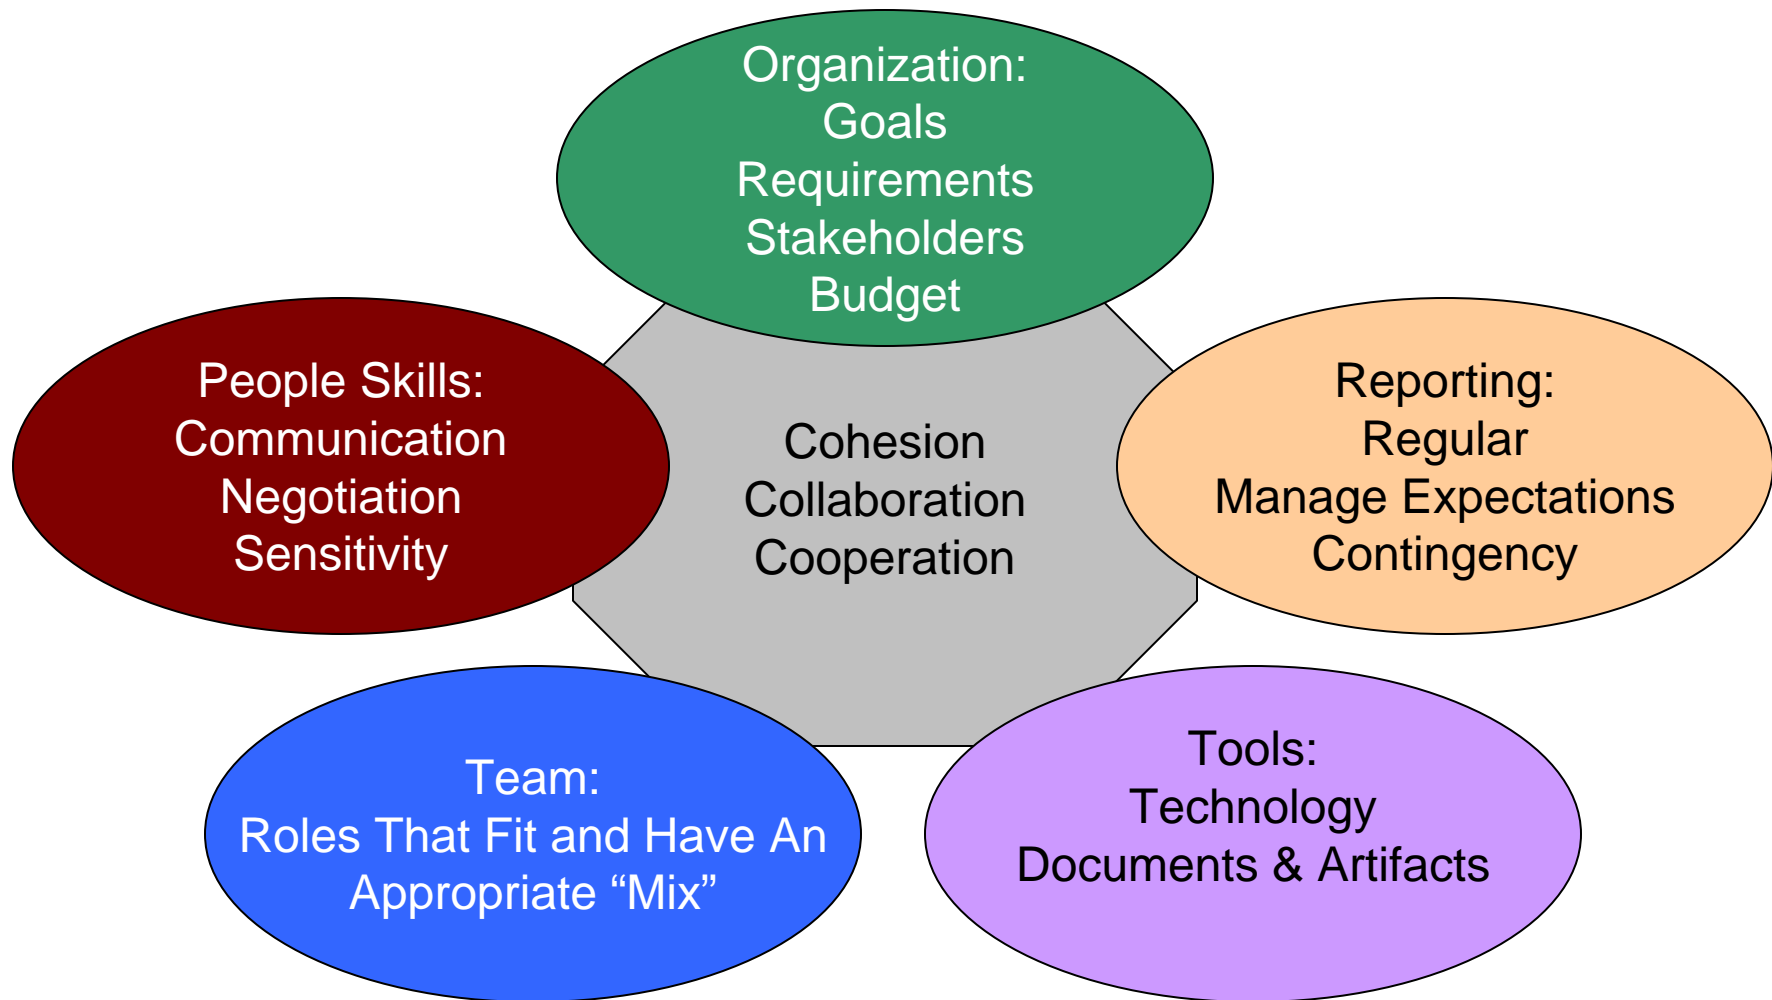 Organization:
Goals
Requirements
Stakeholders
Budget
People Skills:
Communication
Negotiation
Sensitivity
Cohesion
Collaboration
Cooperation
Reporting:
Regular
Manage Expectations
Contingency
Team:
Roles That Fit and Have An
Appropriate “Mix”
Tools:
Technology
Documents & Artifacts